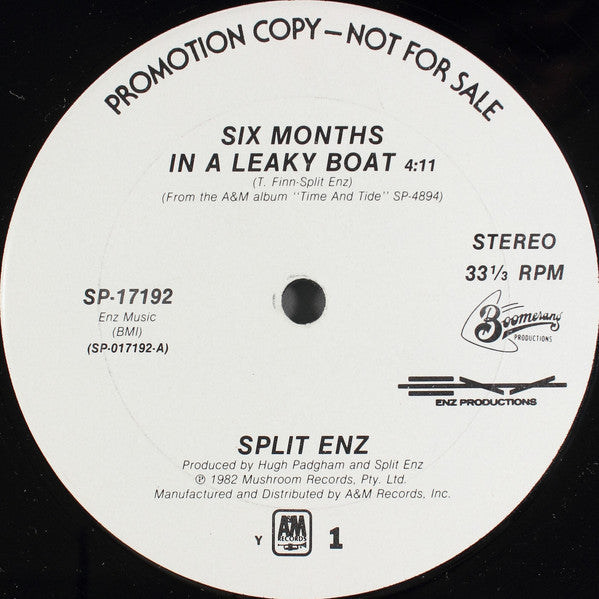 PROMOTION COPY — NOT FOR SALE
SIX MONTHS
IN A LEAKY BOAT 4:11
(T. Finn-Split Enz)
(From the A&M album "Time And Tide" SP-4894)
STEREO
33 1/3 RPM
SP-17192
Enz Music
(BMI)
(SP-017192-A)
Boomerang
PRODUCTIONS
ENZ PRODUCTIONS
SPLIT ENZ
Produced by Hugh Padgham and Split Enz
℗ 1982 Mushroom Records, Pty. Ltd.
Manufactured and Distributed by A&M Records, Inc.
Y
A&M
RECORDS
1